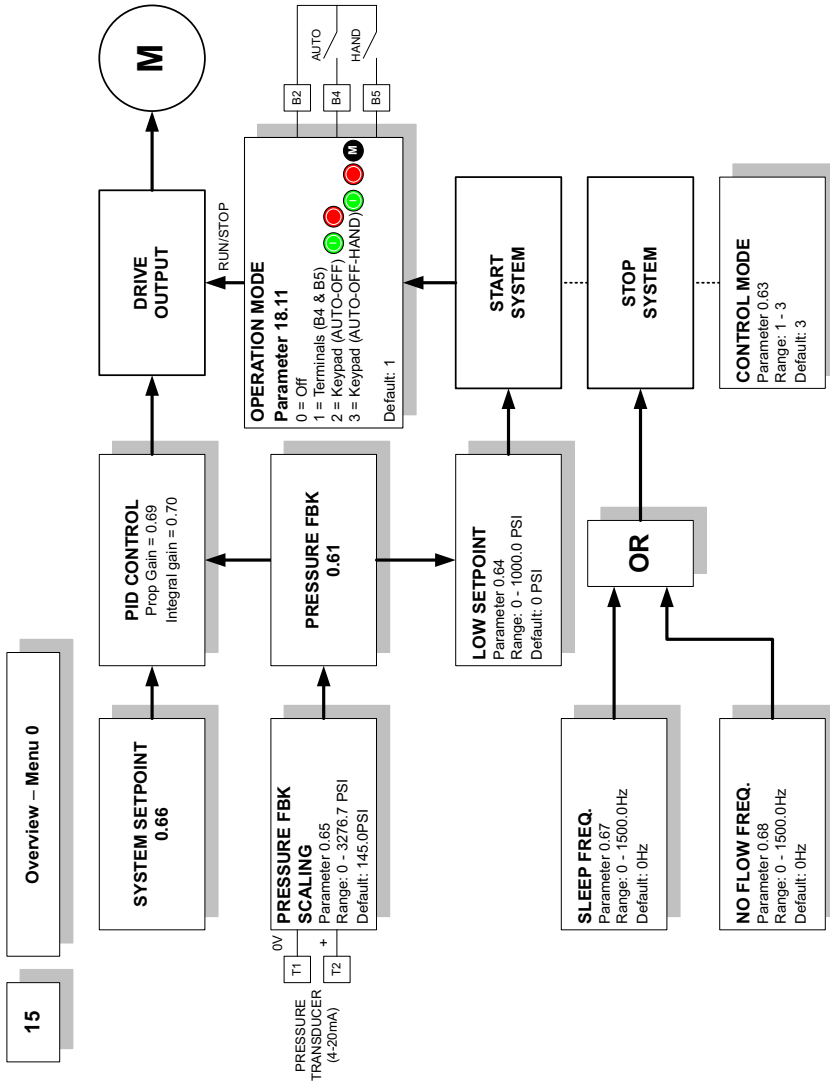 15
Overview – Menu 0
SYSTEM SETPOINT
0.66
PID CONTROL
Prop Gain = 0.69
Integral gain = 0.70
DRIVE
OUTPUT
M
RUN/STOP
PRESSURE
TRANSDUCER
(4-20mA)
T1
0V
T2
+
PRESSURE FBK
SCALING
Parameter 0.65
Range: 0 - 3276.7 PSI
Default: 145.0PSI
PRESSURE FBK
0.61
OPERATION MODE
Parameter 18.11
0 = Off
1 = Terminals (B4 & B5)
2 = Keypad (AUTO-OFF)
3 = Keypad (AUTO-OFF-HAND)
M
Default: 1
B2
B4
B5
AUTO
HAND
LOW SETPOINT
Parameter 0.64
Range: 0 - 1000.0 PSI
Default: 0 PSI
START
SYSTEM
SLEEP FREQ.
Parameter 0.67
Range: 0 - 1500.0Hz
Default: 0Hz
OR
STOP
SYSTEM
NO FLOW FREQ.
Parameter 0.68
Range: 0 - 1500.0Hz
Default: 0Hz
CONTROL MODE
Parameter 0.63
Range: 1 - 3
Default: 3